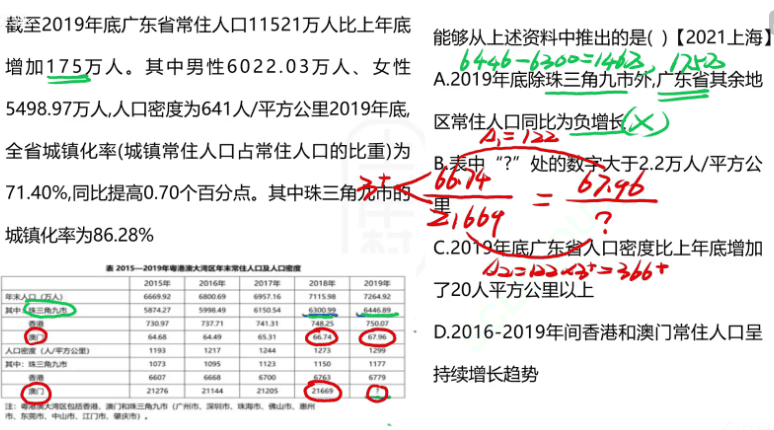 截至2019年底广东省常住人口11521万人比上年底
增加175万人。其中男性6022.03万人、女性
5498.97万人,人口密度为641人/平方公里2019年底,
全省城镇化率(城镇常住人口占常住人口的比重)为
71.40%,同比提高0.70个百分点。其中珠三角九市的
城镇化率为86.28%
表 2015—2019年粤港澳大湾区年末常住人口及人口密度
2015年 2016年 2017年 2018年 2019年
年末人口(万人) 6669.92 6800.69 6957.16 7115.98 7264.92
其中:珠三角九市 5874.27 5998.49 6150.54 6300.99 6446.89
香港 730.97 737.71 741.31 748.25 750.07
澳门 64.68 64.49 65.31 66.74 67.96
人口密度(人/平方公里) 1193 1217 1244 1273 1299
其中:珠三角九市 1073 1095 1123 1150 1177
香港 6607 6668 6700 6763 6779
澳门 21276 21144 21205 21669
注:粤港澳大湾区包括香港、澳门和珠三角九市(广州市、深圳市、珠海市、佛山市、惠州
市、东莞市、中山市、江门市、肇庆市)。
能够从上述资料中推出的是( )【2021上海】
6446-6300=146多, 175多
A.2019年底除珠三角九市外,广东省其余地
区常住人口同比为负增长 (×)
A₁=122
B.表中“?”处的数字大于2.2万人/平方公
里
3⁺ 66.74/21669 = 67.96/?
C.2019年底广东省人口密度比上年底增加
A₂=122×3⁺=366⁺
了20人平方公里以上
D.2016-2019年间香港和澳门常住人口呈
持续增长趋势